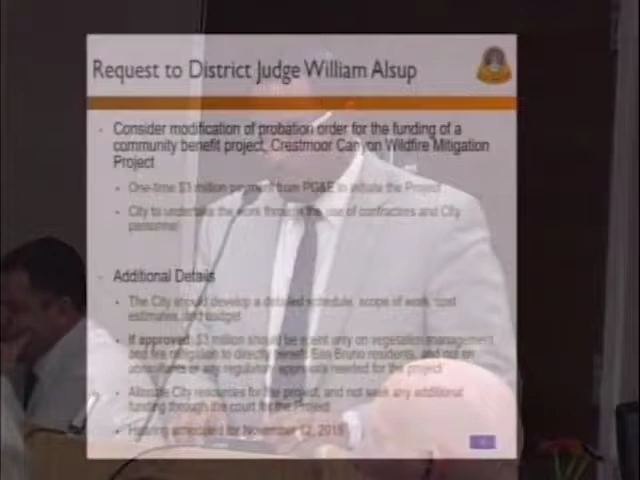 Request to District Judge William Alsup
- Consider modification of probation order for the funding of a
community benefit project, Crestmoor Canyon Wildfire Mitigation
Project
• One-time $3 million payment from PG&E to initiate the Project
• City to undertake the work through the use of contractors and City
personnel
- Additional Details
• The City should develop a detailed schedule, scope of work, cost
estimates, and budget
• If approved, $3 million should be spent only on vegetation management
and fire mitigation to directly benefit San Bruno residents, and not on
consultants or any regulatory approvals needed for the project
• Allocate City resources for the project, and not seek any additional
funding through the court for the Project
• Hearing scheduled for November 12, 2019